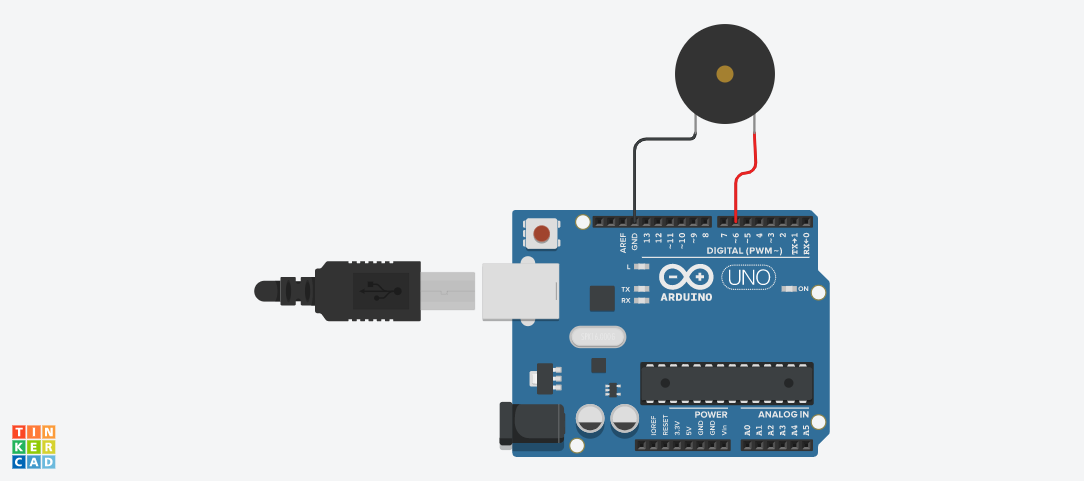 AREF
GND
13
12
~11
~10
~9
8
7
~6
~5
4
~3
2
TX→1
RX←0
DIGITAL (PWM~)
L
TX
RX
ARDUINO
UNO
ON
POWER
ANALOG IN
IOREF
RESET
3.3V
5V
GND
GND
Vin
A0
A1
A2
A3
A4
A5
TIN
KER
CAD